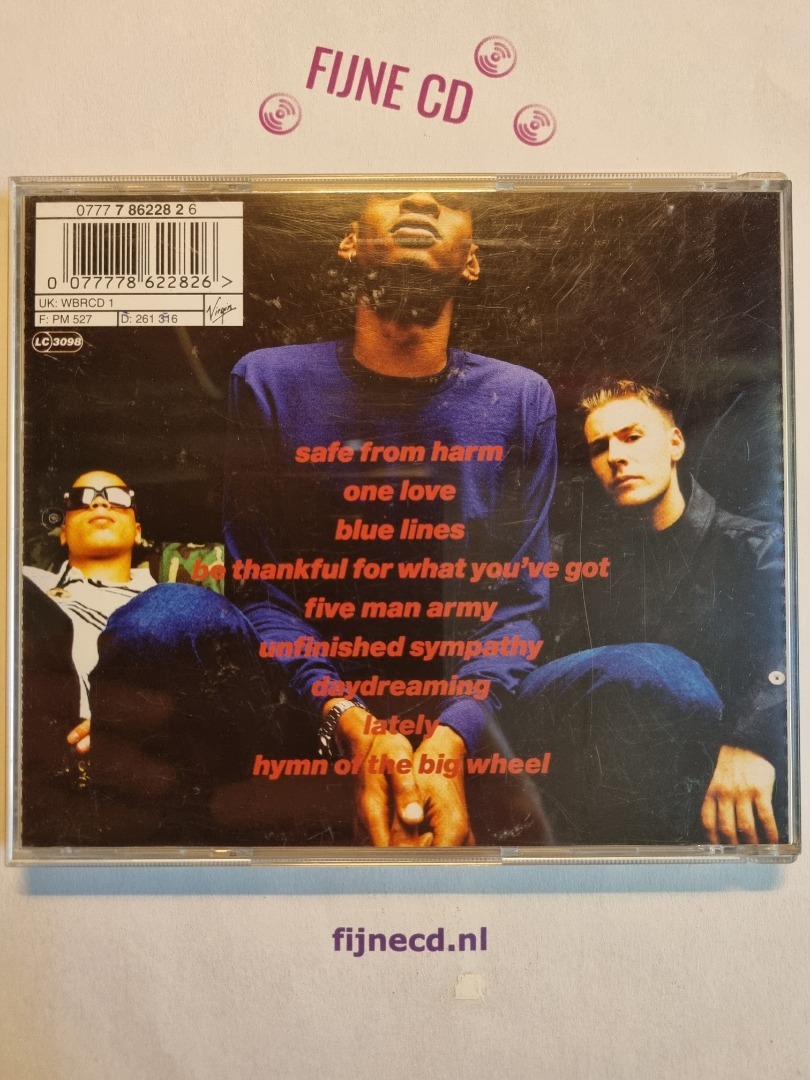 FIJNE CD
0777 7 86228 2 6
0 077778 622826 >
UK: WBRCD 1
F: PM 527
D: 261 316
Virgin
LC 3098
safe from harm
one love
blue lines
be thankful for what you've got
five man army
unfinished sympathy
daydreaming
lately
hymn of the big wheel
fijnecd.nl